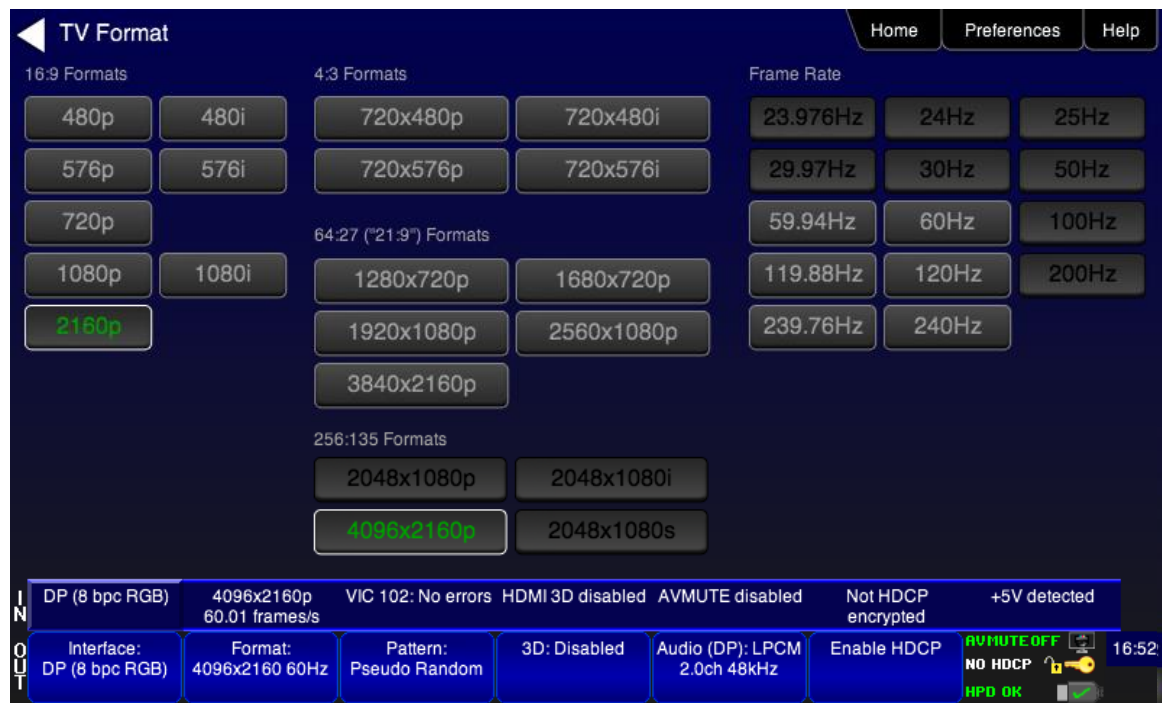 TV Format
Home
Preferences
Help
16:9 Formats
480p
480i
576p
576i
720p
1080p
1080i
2160p
4:3 Formats
720x480p
720x480i
720x576p
720x576i
64:27 ("21:9") Formats
1280x720p
1680x720p
1920x1080p
2560x1080p
3840x2160p
256:135 Formats
2048x1080p
2048x1080i
4096x2160p
2048x1080s
Frame Rate
23.976Hz
24Hz
25Hz
29.97Hz
30Hz
50Hz
59.94Hz
60Hz
100Hz
119.88Hz
120Hz
200Hz
239.76Hz
240Hz
IN
DP (8 bpc RGB)
4096x2160p
60.01 frames/s
VIC 102: No errors
HDMI 3D disabled
AVMUTE disabled
Not HDCP
encrypted
+5V detected
OUT
Interface:
DP (8 bpc RGB)
Format:
4096x2160 60Hz
Pattern:
Pseudo Random
3D: Disabled
Audio (DP): LPCM
2.0ch 48kHz
Enable HDCP
AVMUTEOFF
NO HDCP
HPD OK
16:52